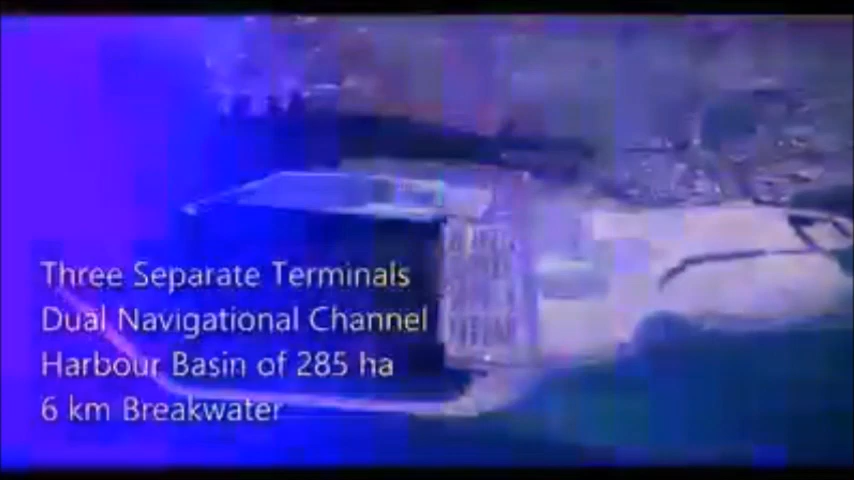 Three Separate Terminals
Dual Navigational Channel
Harbour Basin of 285 ha
6 km Breakwater